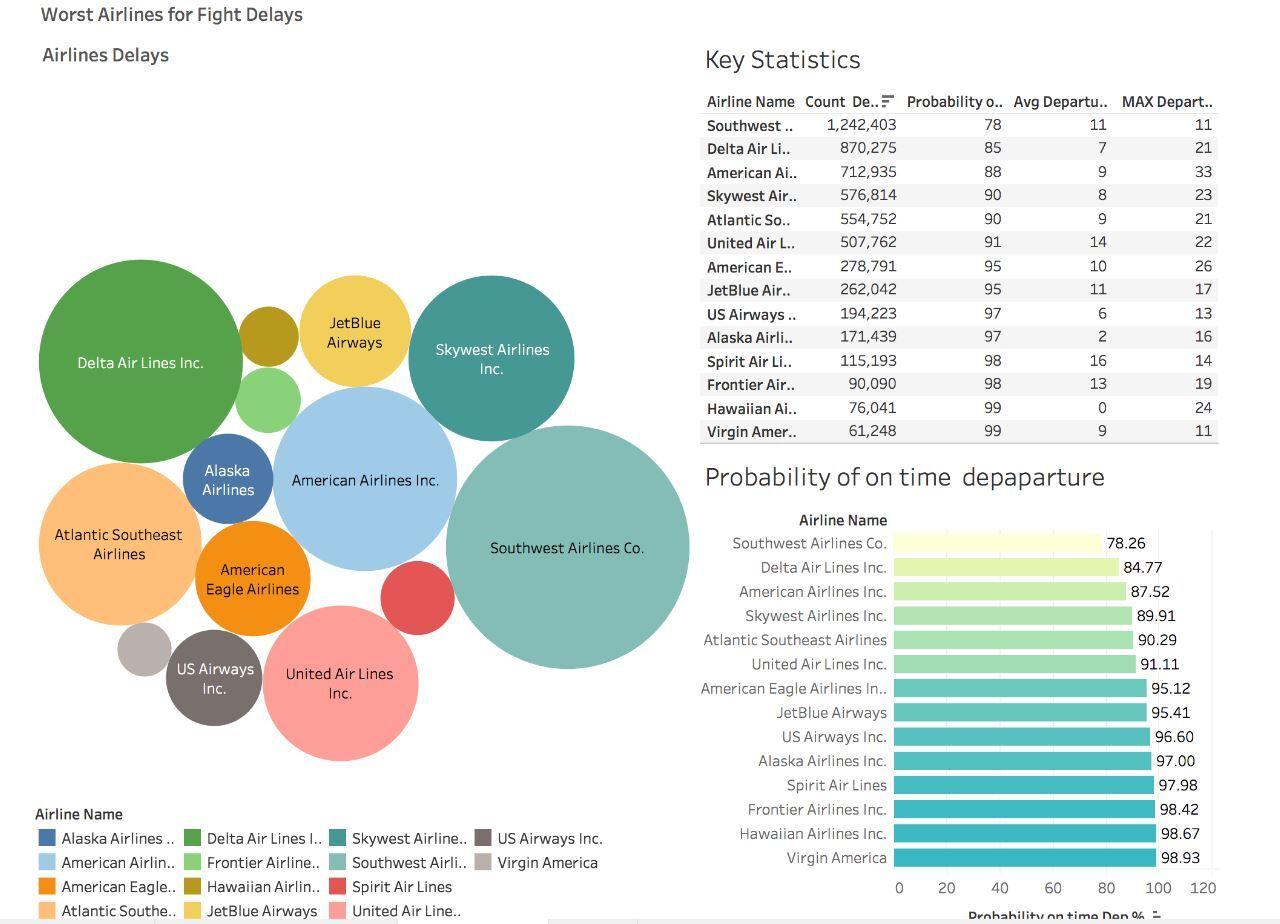 Worst Airlines for Fight Delays
Airlines Delays
Delta Air Lines Inc.
JetBlue
Airways
Skywest Airlines
Inc.
Alaska
Airlines
American Airlines Inc.
Atlantic Southeast
Airlines
American
Eagle Airlines
Southwest Airlines Co.
US Airways
Inc.
United Air Lines
Inc.
Airline Name
Alaska Airlines .. Delta Air Lines I.. Skywest Airline.. US Airways Inc.
American Airlin.. Frontier Airline.. Southwest Airli.. Virgin America
American Eagle.. Hawaiian Airlin.. Spirit Air Lines
Atlantic Southe.. JetBlue Airways United Air Line..
Key Statistics
Airline Name Count De.. Probability o.. Avg Departu.. MAX Depart..
Southwest .. 1,242,403 78 11 11
Delta Air Li.. 870,275 85 7 21
American Ai.. 712,935 88 9 33
Skywest Air.. 576,814 90 8 23
Atlantic So.. 554,752 90 9 21
United Air L.. 507,762 91 14 22
American E.. 278,791 95 10 26
JetBlue Air.. 262,042 95 11 17
US Airways .. 194,223 97 6 13
Alaska Airli.. 171,439 97 2 16
Spirit Air Li.. 115,193 98 16 14
Frontier Air.. 90,090 98 13 19
Hawaiian Ai.. 76,041 99 0 24
Virgin Amer.. 61,248 99 9 11
Probability of on time depaparture
Airline Name
Southwest Airlines Co. 78.26
Delta Air Lines Inc. 84.77
American Airlines Inc. 87.52
Skywest Airlines Inc. 89.91
Atlantic Southeast Airlines 90.29
United Air Lines Inc. 91.11
American Eagle Airlines In.. 95.12
JetBlue Airways 95.41
US Airways Inc. 96.60
Alaska Airlines Inc. 97.00
Spirit Air Lines 97.98
Frontier Airlines Inc. 98.42
Hawaiian Airlines Inc. 98.67
Virgin America 98.93
0 20 40 60 80 100 120
Probability on time Dep %